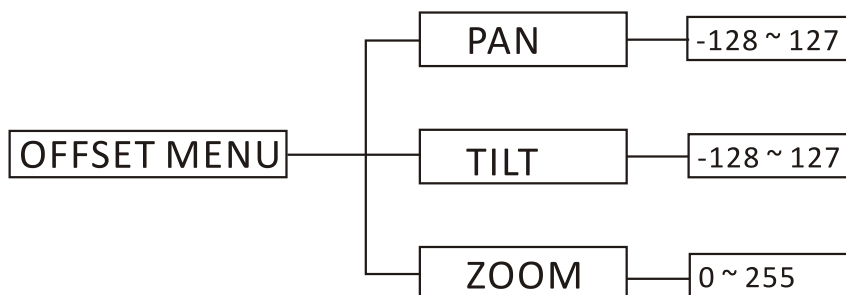 PAN
-128 ~ 127
OFFSET MENU
TILT
-128 ~ 127
ZOOM
0 ~ 255